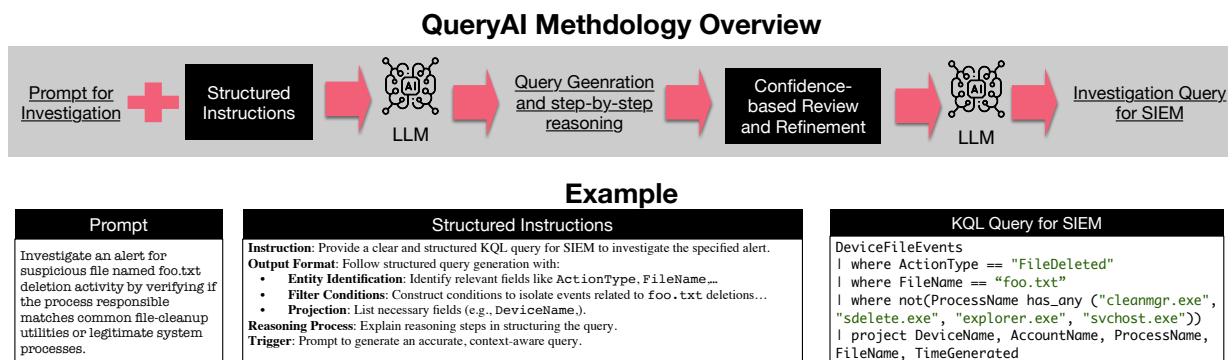 QueryAI Methdology Overview
Prompt for
Investigation
Structured
Instructions
AI
LLM
Query Geenration
and step-by-step
reasoning
Confidence-
based Review
and Refinement
AI
LLM
Investigation Query
for SIEM
Example
Prompt
Investigate an alert for
suspicious file named foo.txt
deletion activity by verifying if
the process responsible
matches common file-cleanup
utilities or legitimate system
processes.
Structured Instructions
Instruction: Provide a clear and structured KQL query for SIEM to investigate the specified alert.
Output Format: Follow structured query generation with:
• Entity Identification: Identify relevant fields like ActionType, FileName,…
• Filter Conditions: Construct conditions to isolate events related to foo.txt deletions…
• Projection: List necessary fields (e.g., DeviceName,).
Reasoning Process: Explain reasoning steps in structuring the query.
Trigger: Prompt to generate an accurate, context-aware query.
KQL Query for SIEM
DeviceFileEvents
| where ActionType == "FileDeleted"
| where FileName == “foo.txt”
| where not(ProcessName has_any ("cleanmgr.exe",
"sdelete.exe", "explorer.exe", "svchost.exe"))
| project DeviceName, AccountName, ProcessName,
FileName, TimeGenerated